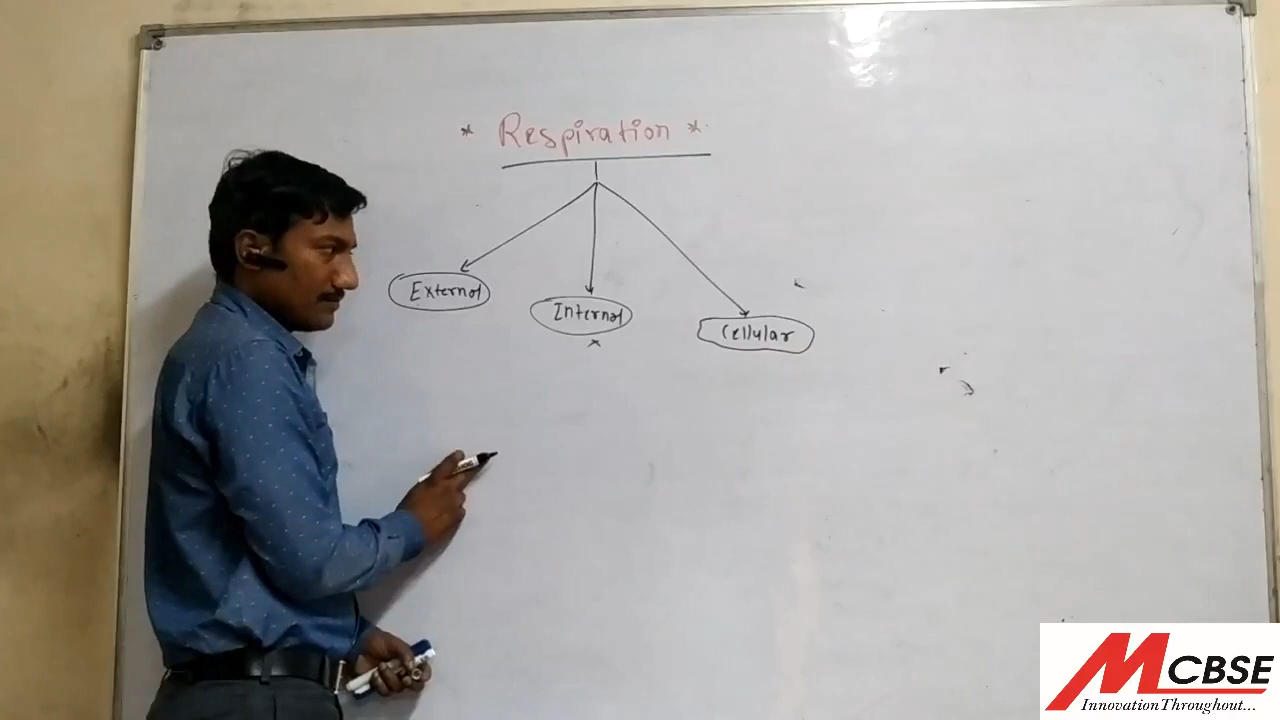 * Respiration *
External
Internal
Cellular
MCBSE
Innovation Throughout...